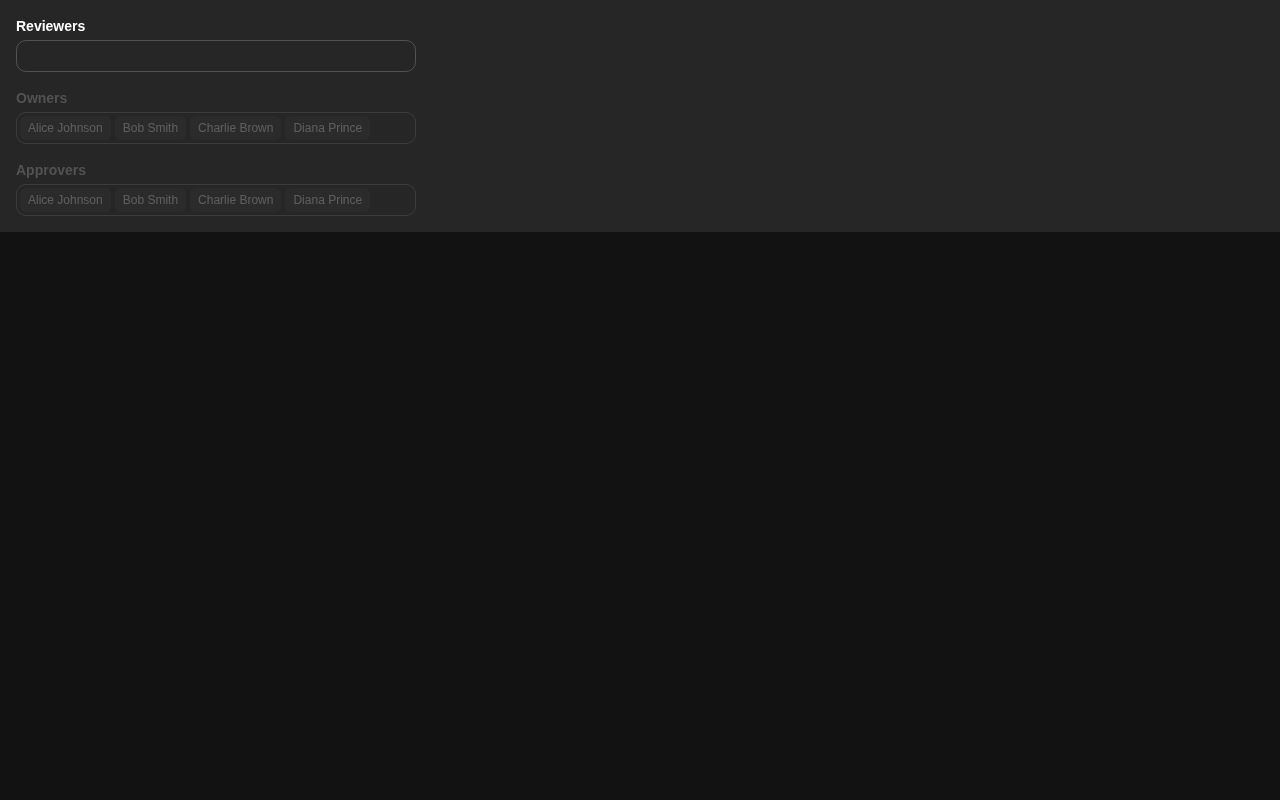 Reviewers
Owners
Alice Johnson Bob Smith Charlie Brown Diana Prince
Approvers
Alice Johnson Bob Smith Charlie Brown Diana Prince